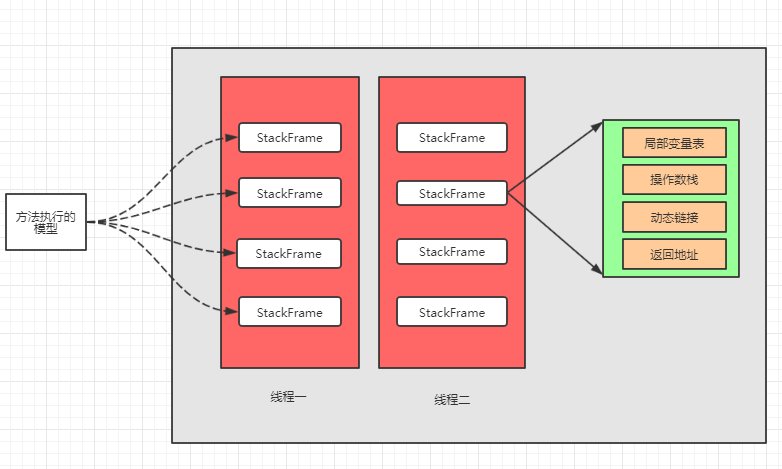 方法执行的
模型
StackFrame
StackFrame
StackFrame
StackFrame
线程一
StackFrame
StackFrame
StackFrame
StackFrame
线程二
局部变量表
操作数栈
动态链接
返回地址